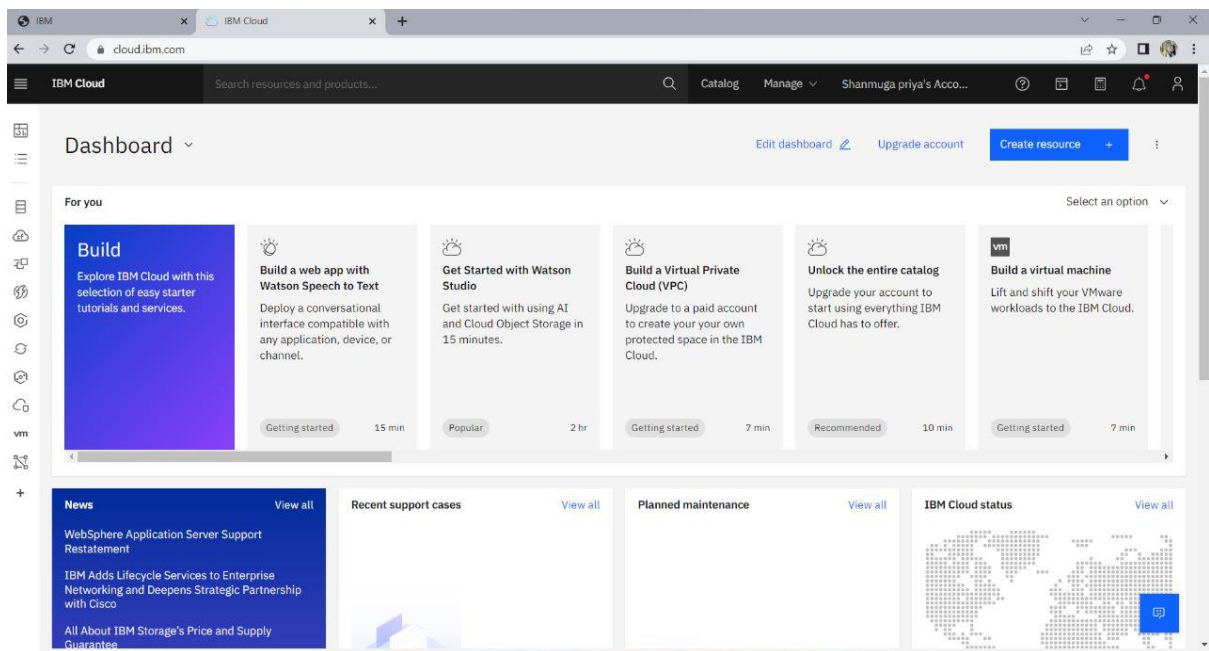 IBM
IBM Cloud
cloud.ibm.com
IBM Cloud
Search resources and products...
Catalog
Manage
Shanmuga priya's Acco...
Dashboard
Edit dashboard
Upgrade account
Create resource +
For you
Select an option
Build
Explore IBM Cloud with this
selection of easy starter
tutorials and services.
Build a web app with
Watson Speech to Text
Deploy a conversational
interface compatible with
any application, device, or
channel.
Getting started
15 min
Get Started with Watson
Studio
Get started with using AI
and Cloud Object Storage in
15 minutes.
Popular
2 hr
Build a Virtual Private
Cloud (VPC)
Upgrade to a paid account
to create your your own
protected space in the IBM
Cloud.
Getting started
7 min
Unlock the entire catalog
Upgrade your account to
start using everything IBM
Cloud has to offer.
Recommended
10 min
vm
Build a virtual machine
Lift and shift your VMware
workloads to the IBM Cloud.
Getting started
7 min
vm
News
View all
WebSphere Application Server Support
Restatement
IBM Adds Lifecycle Services to Enterprise
Networking and Deepens Strategic Partnership
with Cisco
All About IBM Storage's Price and Supply
Guarantee
Recent support cases
View all
Planned maintenance
View all
IBM Cloud status
View all